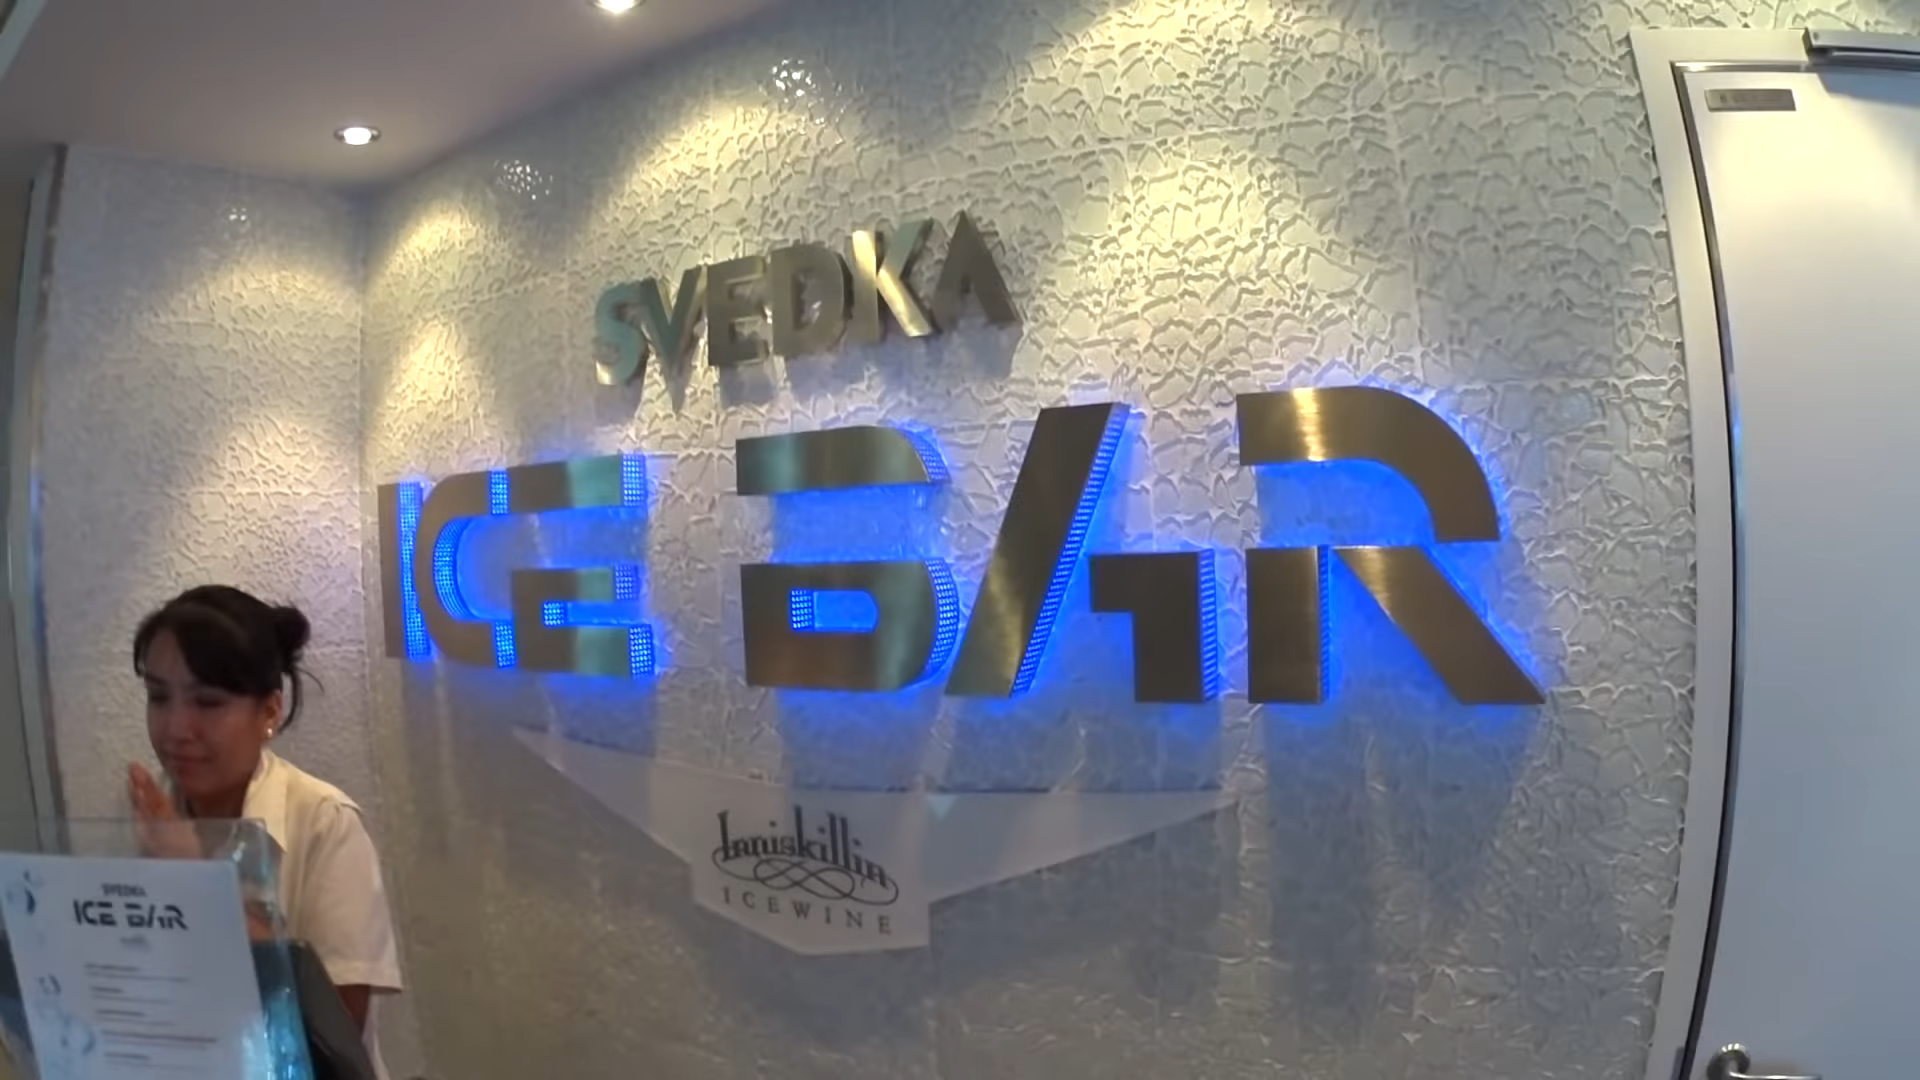 SVEDKA
ICE BAR
Inniskillin
ICEWINE
SVEDKA
ICE BAR